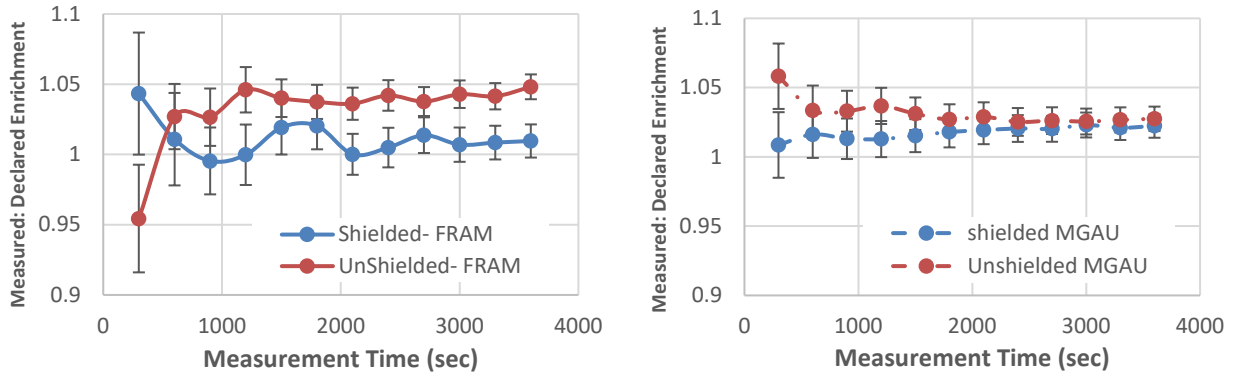 Measured: Declared Enrichment
1.1
1.05
1
0.95
0.9
Shielded- FRAM
UnShielded- FRAM
0
1000
2000
3000
4000
Measurement Time (sec)
Measured: Declared Enrichment
1.1
1.05
1
0.95
0.9
shielded MGAU
Unshielded MGAU
0
1000
2000
3000
4000
Measurement Time (sec)